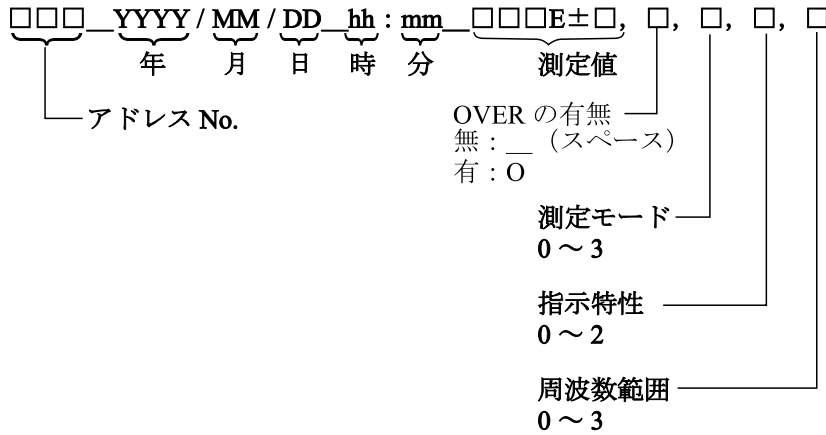 □□□＿YYYY / MM / DD＿hh : mm＿□□□E±□, □, □, □, □
年 月 日 時 分 測定値
アドレス No.
OVER の有無
無：＿（スペース）
有：O
測定モード
0 ～ 3
指示特性
0 ～ 2
周波数範囲
0 ～ 3